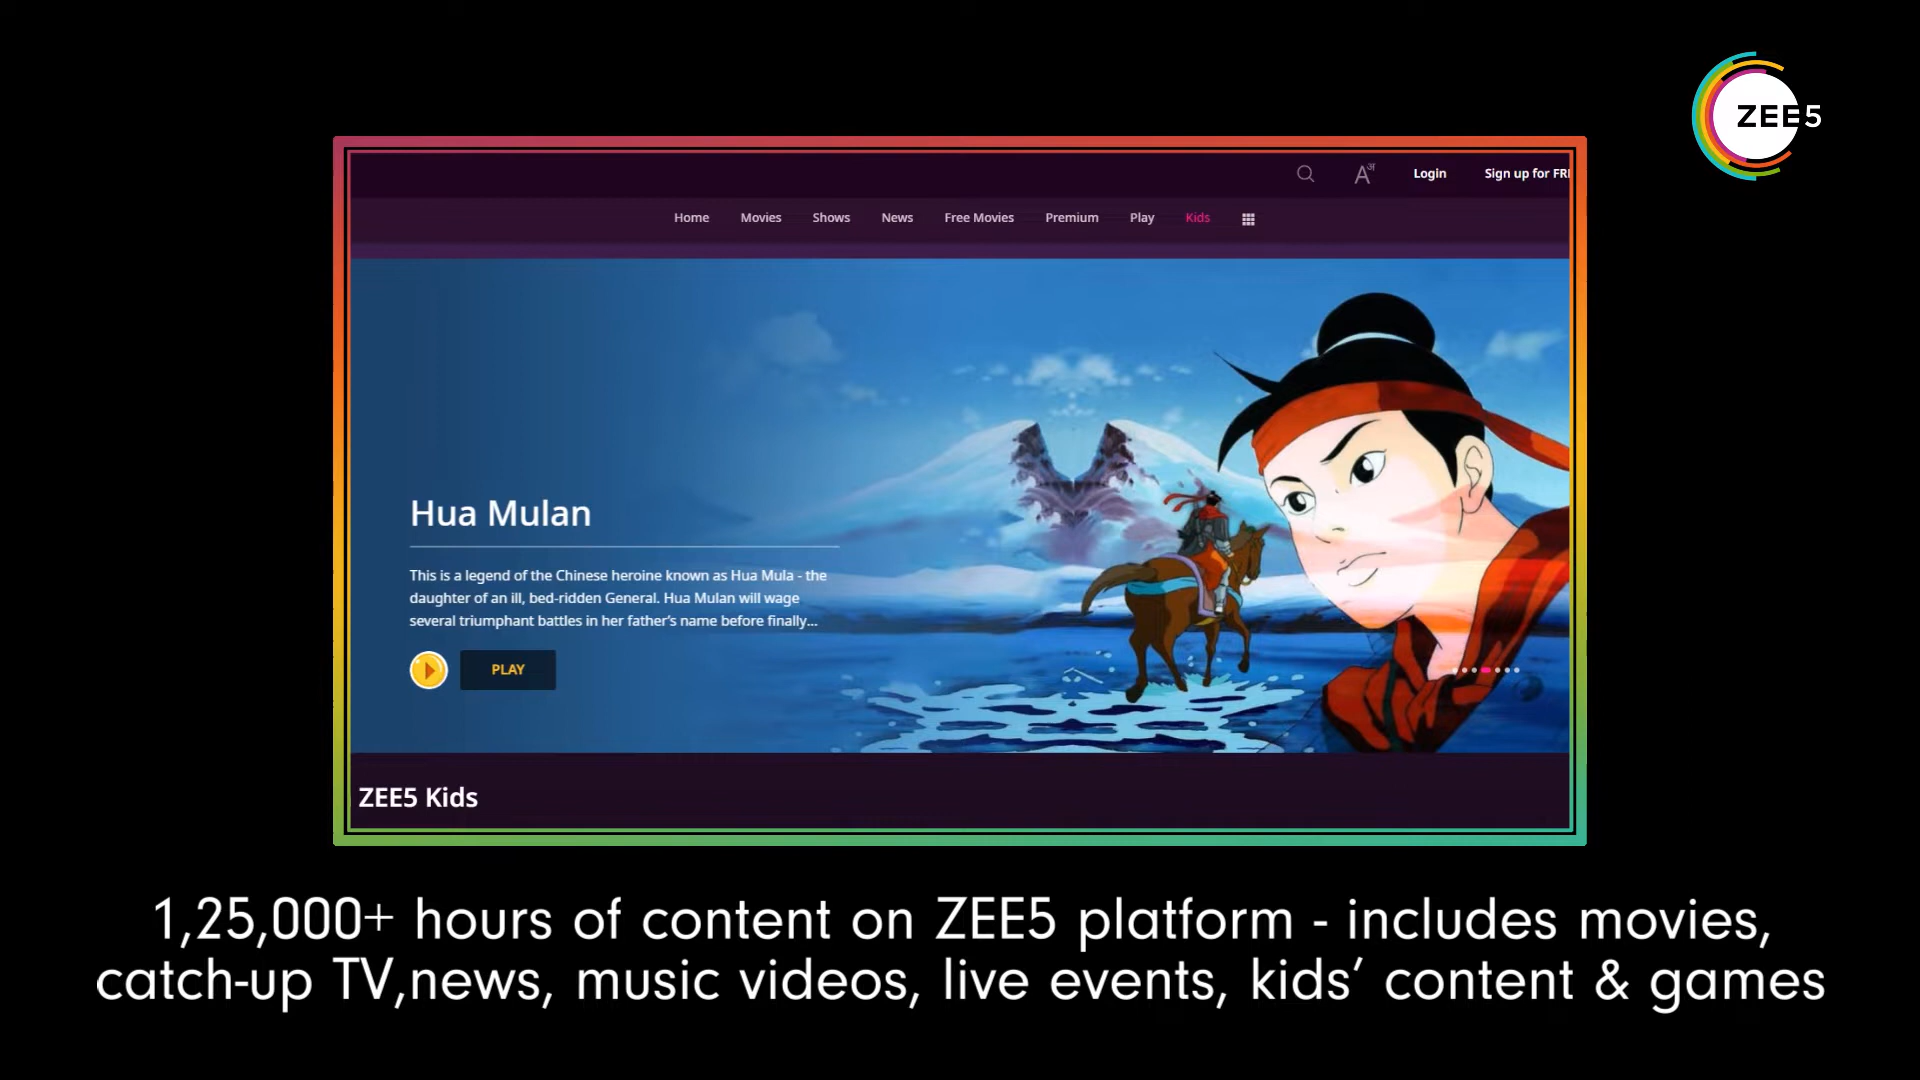 ZEE5
Login Sign up for FRE
Home Movies Shows News Free Movies Premium Play Kids
Hua Mulan
This is a legend of the Chinese heroine known as Hua Mula - the
daughter of an ill, bed-ridden General. Hua Mulan will wage
several triumphant battles in her father's name before finally...
PLAY
ZEE5 Kids
1,25,000+ hours of content on ZEE5 platform - includes movies,
catch-up TV,news, music videos, live events, kids' content & games